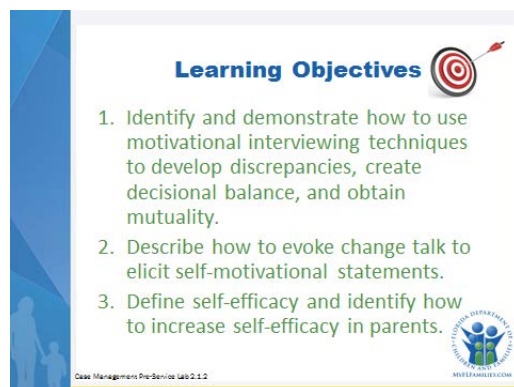 Learning Objectives
1. Identify and demonstrate how to use
motivational interviewing techniques
to develop discrepancies, create
decisional balance, and obtain
mutuality.
2. Describe how to evoke change talk to
elicit self-motivational statements.
3. Define self-efficacy and identify how
to increase self-efficacy in parents.
FLORIDA DEPARTMENT OF
CHILDREN AND FAMILIES
MYFLFAMILIES.COM
Case Management Pre-Service Lab 2.1.2